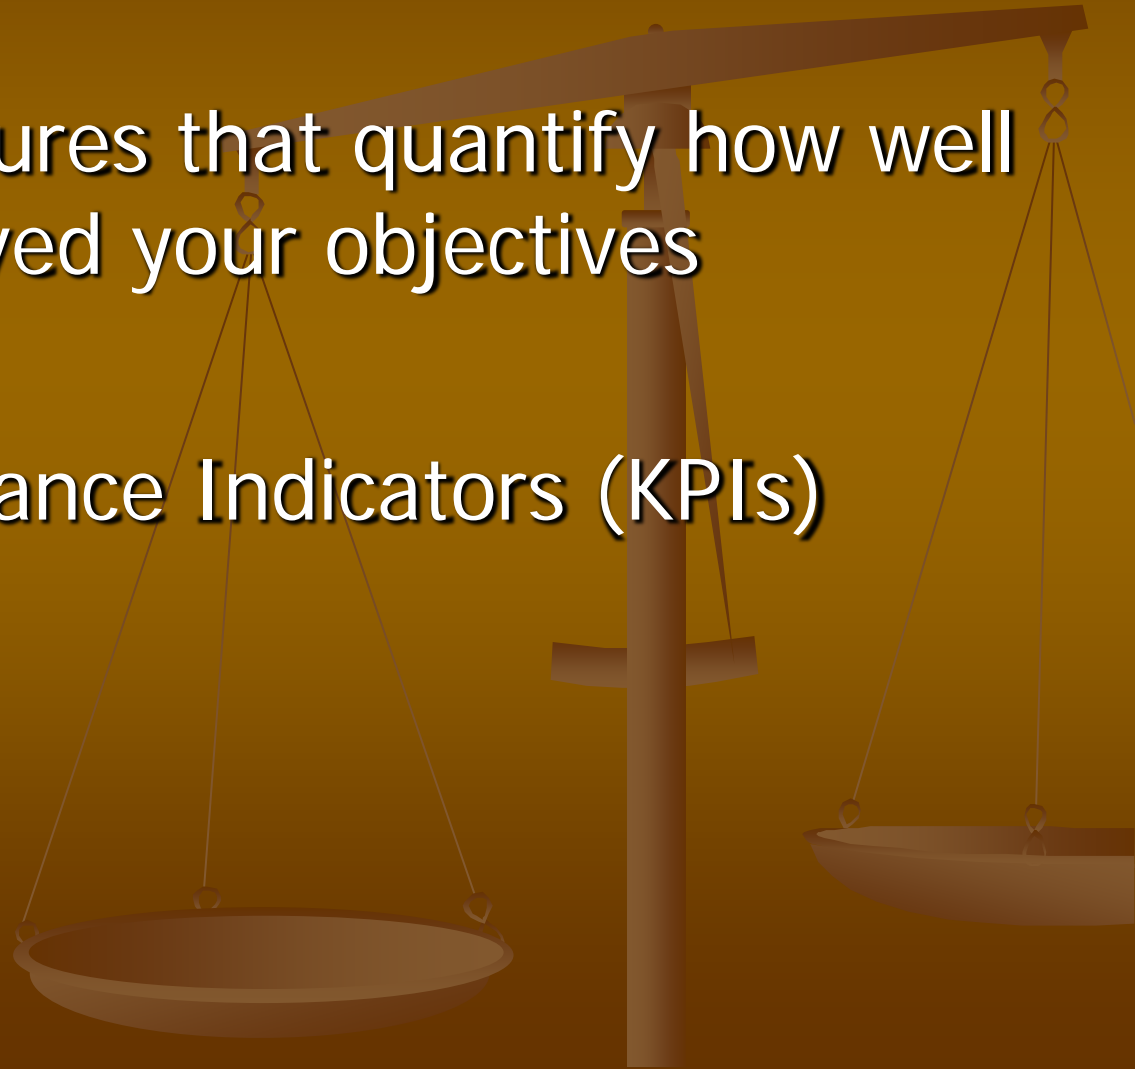 ures that quantify how well
ved your objectives
ance Indicators (KPIs)